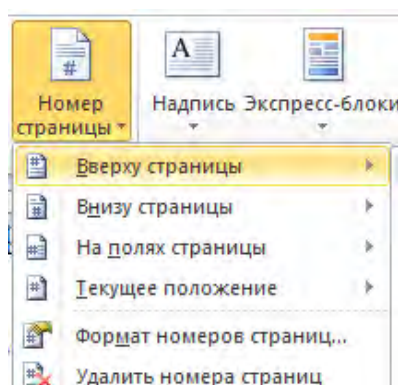 Номер
страницы
Надпись Экспресс-блоки
Вверху страницы
Внизу страницы
На полях страницы
Текущее положение
Формат номеров страниц...
Удалить номера страниц